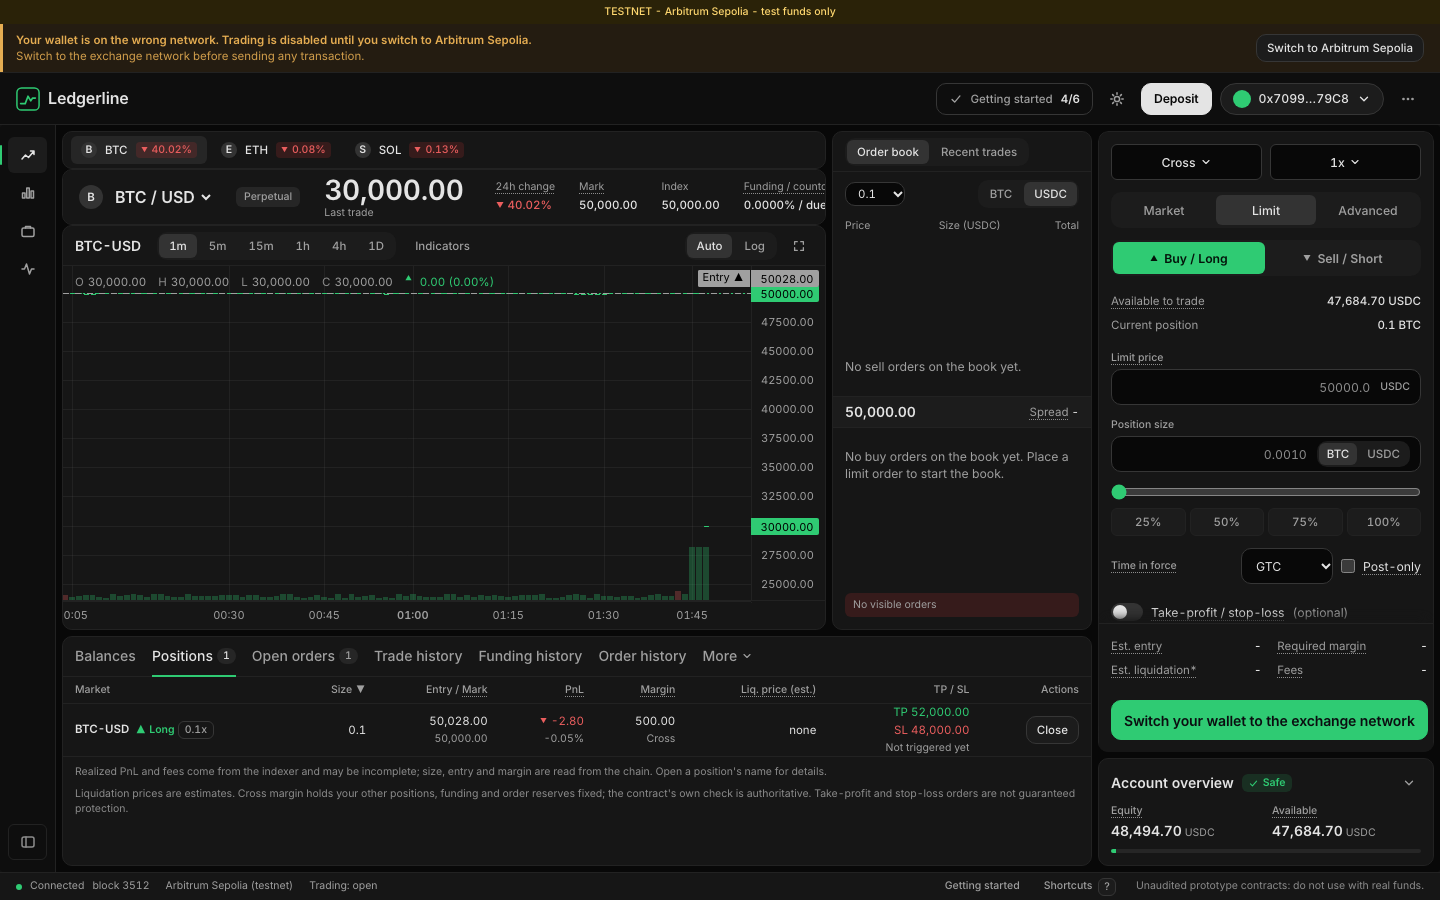 TESTNET - Arbitrum Sepolia - test funds only
Your wallet is on the wrong network. Trading is disabled until you switch to Arbitrum Sepolia.
Switch to the exchange network before sending any transaction.
Switch to Arbitrum Sepolia
Ledgerline
Getting started 4/6
Deposit
0x7099...79C8
B BTC 40.02% E ETH 0.08% S SOL 0.13%
B BTC / USD Perpetual
30,000.00
Last trade
24h change
40.02%
Mark
50,000.00
Index
50,000.00
Funding / countd
0.0000% / due
BTC-USD 1m 5m 15m 1h 4h 1D Indicators Auto Log
O 30,000.00 H 30,000.00 L 30,000.00 C 30,000.00 0.00 (0.00%)
Entry ▲ 50028.00
50000.00
47500.00
45000.00
42500.00
40000.00
37500.00
35000.00
32500.00
30000.00
27500.00
25000.00
0:05 00:30 00:45 01:00 01:15 01:30 01:45
Order book Recent trades
0.1 BTC USDC
Price Size (USDC) Total
No sell orders on the book yet.
50,000.00 Spread -
No buy orders on the book yet. Place a
limit order to start the book.
No visible orders
Cross 1x
Market Limit Advanced
▲ Buy / Long ▼ Sell / Short
Available to trade 47,684.70 USDC
Current position 0.1 BTC
Limit price
50000.0 USDC
Position size
0.0010 BTC USDC
25% 50% 75% 100%
Time in force GTC Post-only
Take-profit / stop-loss (optional)
Est. entry - Required margin -
Est. liquidation* - Fees -
Switch your wallet to the exchange network
Account overview Safe
Equity Available
48,494.70 USDC 47,684.70 USDC
Balances Positions 1 Open orders 1 Trade history Funding history Order history More
Market Size ▼ Entry / Mark PnL Margin Liq. price (est.) TP / SL Actions
BTC-USD ▲ Long 0.1x
0.1
50,028.00
50,000.00
▼ -2.80
-0.05%
500.00
Cross
none
TP 52,000.00
SL 48,000.00
Not triggered yet
Close
Realized PnL and fees come from the indexer and may be incomplete; size, entry and margin are read from the chain. Open a position's name for details.
Liquidation prices are estimates. Cross margin holds your other positions, funding and order reserves fixed; the contract's own check is authoritative. Take-profit and stop-loss orders are not guaranteed
protection.
Connected block 3512 Arbitrum Sepolia (testnet) Trading: open
Getting started Shortcuts ? Unaudited prototype contracts: do not use with real funds.